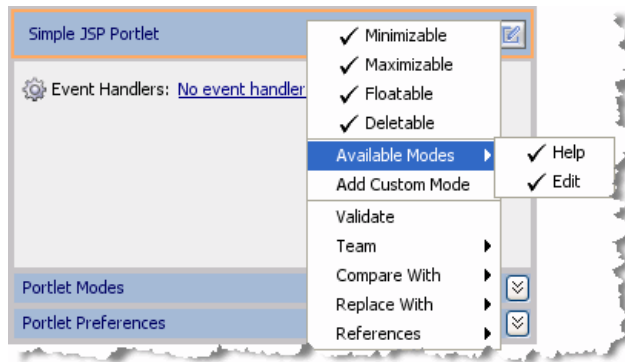 Simple JSP Portlet
Minimizable
Maximizable
Event Handlers: No event handler
Floatable
Deletable
Available Modes
Help
Add Custom Mode
Edit
Validate
Team
Compare With
Portlet Modes
Replace With
Portlet Preferences
References